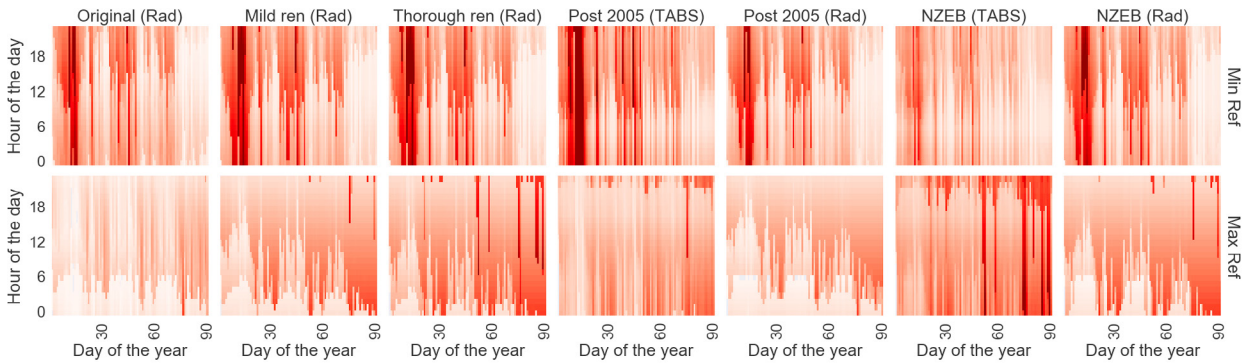 Original (Rad) Mild ren (Rad) Thorough ren (Rad) Post 2005 (TABS) Post 2005 (Rad) NZEB (TABS) NZEB (Rad)
Hour of the day
18
12
6
0
Min Ref
Hour of the day
18
12
6
0
Max Ref
30 60 90 30 60 90 30 60 90 30 60 90 30 60 90 30 60 90 30 60 90
Day of the year Day of the year Day of the year Day of the year Day of the year Day of the year Day of the year